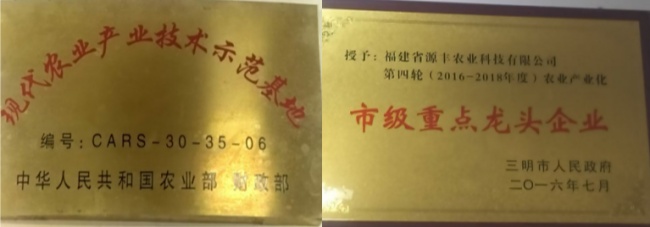 现代农业产业技术示范基地
编号：CARS-30-35-06
中华人民共和国农业部 财政部
授予：福建省源丰农业科技有限公司
第四轮（2016-2018年度）农业产业化
市级重点龙头企业
三明市人民政府
二〇一六年七月